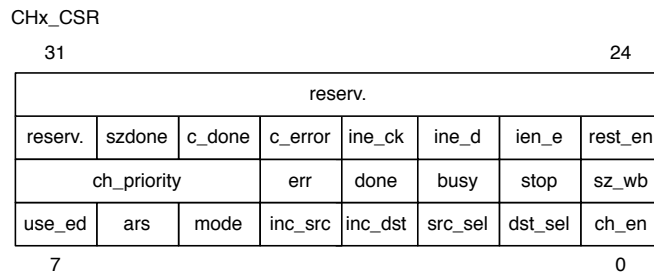 CHx_CSR
31 24
reserv.
reserv. szdone c_done c_error ine_ck ine_d ien_e rest_en
ch_priority err done busy stop sz_wb
use_ed ars mode inc_src inc_dst src_sel dst_sel ch_en
7 0